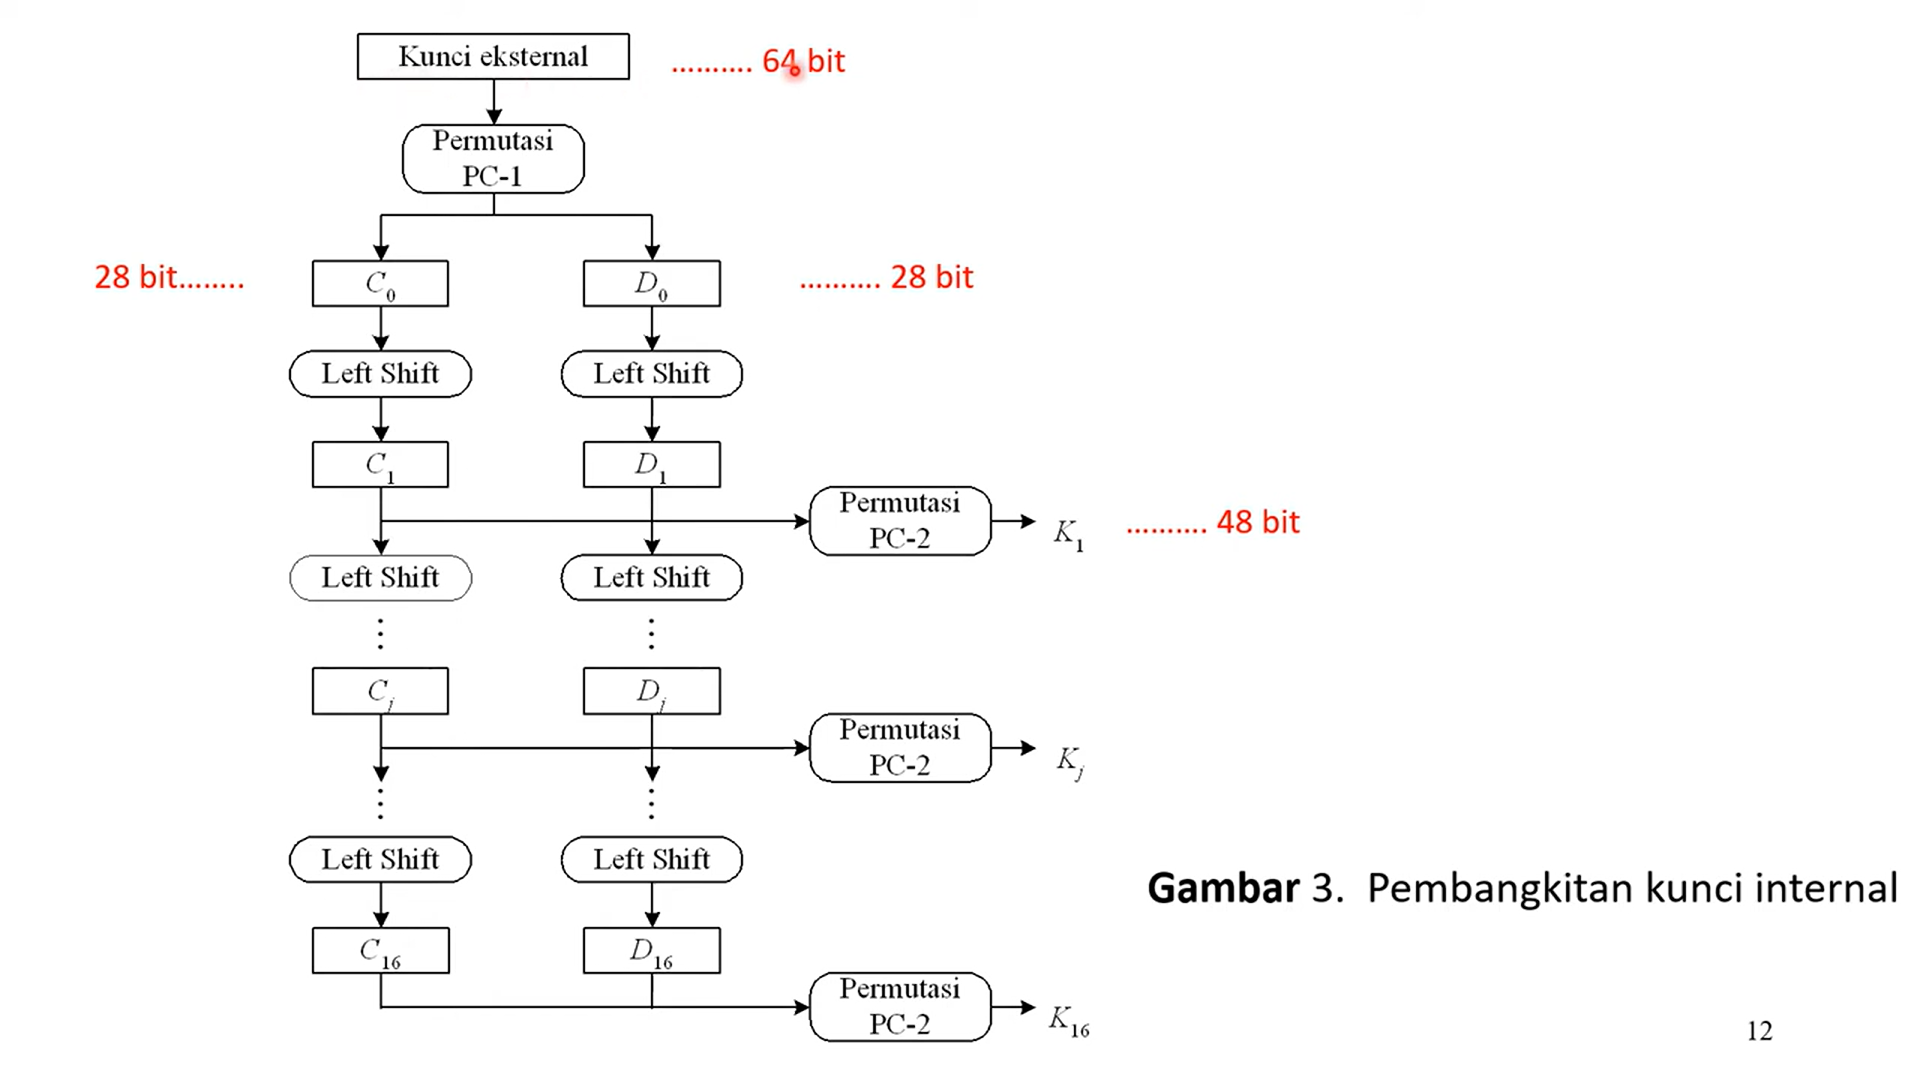 Kunci eksternal
.......... 64 bit
Permutasi
PC-1
28 bit........
C0
D0
.......... 28 bit
Left Shift
Left Shift
C1
D1
Permutasi
PC-2
K1
.......... 48 bit
Left Shift
Left Shift
⋮
⋮
Cj
Dj
Permutasi
PC-2
Kj
⋮
⋮
Left Shift
Left Shift
Gambar 3. Pembangkitan kunci internal
C16
D16
Permutasi
PC-2
K16
12